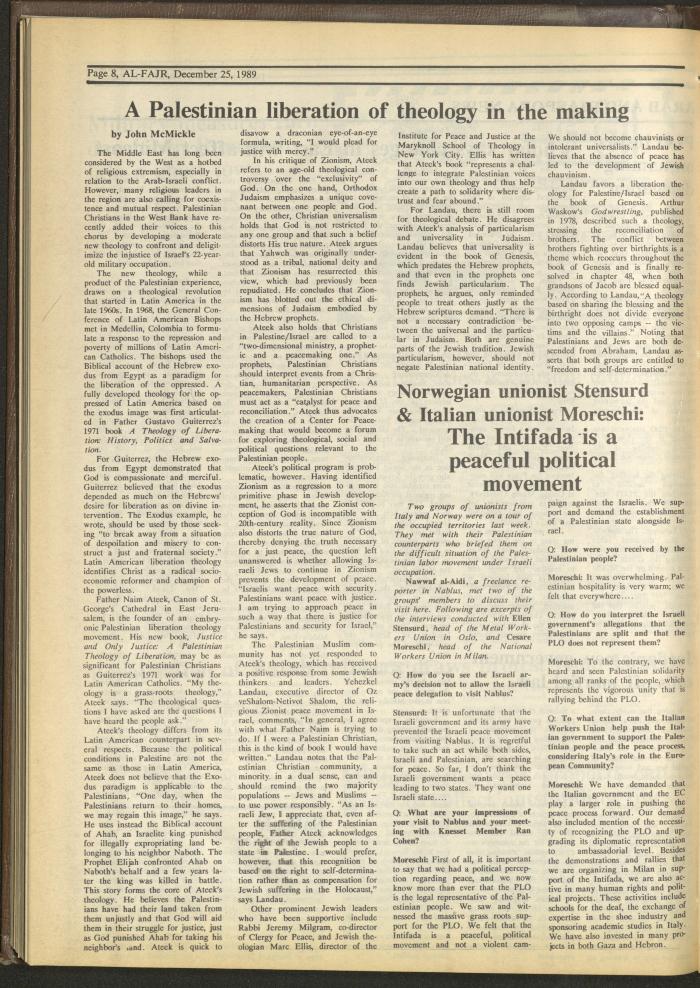 Page 8, AL-FAJR, December 25, 1989
A Palestinian liberation of theology in the making
by John McMickle
The Middle East has long been
considered by the West as a hotbed
of religious extremism, especially in
relation to the Arab-Israeli conflict.
However, many religious leaders in
the region are also calling for coexis-
tence and mutual respect. Palestinian
Christians in the West Bank have re-
cently added their voices to this
chorus by developing a moderate
new theology to confront and delegit-
imize the injustice of Israel's 22-year-
old military occupation.
The new theology, while a
product of the Palestinian experience,
draws on a theological revolution
that started in Latin America in the
late 1960s. In 1968, the General Con-
ference of Latin American Bishops
met in Medellin, Colombia to formu-
late a response to the repression and
poverty of millions of Latin Ameri-
can Catholics. The bishops used the
Biblical account of the Hebrew exo-
dus from Egypt as a paradigm for
the liberation of the oppressed. A
fully developed theology for the op-
pressed of Latin America based on
the exodus image was first articulat-
ed in Father Gustavo Guiterrez's
1971 book A Theology of Libera-
tion: History, Politics and Salva-
tion.
For Guiterrez, the Hebrew exo-
dus from Egypt demonstrated that
God is compassionate and merciful.
Guiterrez believed that the exodus
depended as much on the Hebrews'
desire for liberation as on divine in-
tervention. The Exodus example, he
wrote, should be used by those seek-
ing "to break away from a situation
of despoliation and misery to con-
struct a just and fraternal society."
Latin American liberation theology
identifies Christ as a radical socio-
economic reformer and champion of
the powerless.
Father Naim Ateek, Canon of St.
George's Cathedral in East Jeru-
salem, is the founder of an embry-
onic Palestinian liberation theology
movement. His new book, Justice
and Only Justice: A Palestinian
Theology of Liberation, may be as
significant for Palestinian Christians
as Guiterrez's 1971 work was for
Latin American Catholics. "My the-
ology is a grass-roots theology,"
Ateek says. "The theological ques-
tions I have asked are the questions I
have heard the people ask."
Ateek's theology differs from its
Latin American counterpart in sev-
eral respects. Because the political
conditions in Palestine are not the
same as those in Latin America,
Ateek does not believe that the Exo-
dus paradigm is applicable to the
Palestinians, "One day, when the
Palestinians return to their homes,
we may regain this image," he says.
He uses instead the Biblical account
of Ahab, an Israelite king punished
for illegally expropriating land be-
longing to his neighbor Naboth. The
Prophet Elijah confronted Ahab on
Naboth's behalf and a few years la-
ter the king was killed in battle.
This story forms the core of Ateek's
theology. He believes the Palestin-
ians have had their land taken from
them unjustly and that God will aid
them in their struggle for justice, just
as God punished Ahab for taking his
neighbor's land. Ateek is quick to
disavow a draconian eye-of-an-eye
formula, writing, "I would plead for
justice with mercy."
In his critique of Zionism, Ateek
refers to an age-old theological con-
troversy over the "exclusivity" of
God. On the one hand, Orthodox
Judaism emphasizes a unique cove-
nant between one people and God.
On the other, Christian universalism
holds that God is not restricted to
any one group and that such a belief
distorts His true nature. Ateek argues
that Yahweh was originally under-
stood as a tribal, national deity and
that Zionism has resurrected this
view, which had previously been
repudiated. He concludes that Zion-
ism has blotted out the ethical di-
mensions of Judaism embodied by
the Hebrew prophets.
Ateek also holds that Christians
in Palestine/Israel are called to a
"two-dimensional ministry, a prophet-
ic and a peacemaking one." As
prophets, Palestinian Christians
should interpret events from a Chris-
tian, humanitarian perspective. As
peacemakers, Palestinian Christians
must act as a "catalyst for peace and
reconciliation." Ateek thus advocates
the creation of a Center for Peace-
making that would become a forum
for exploring theological, social and
political questions relevant to the
Palestinian people.
Ateek's political program is prob-
lematic, however. Having identified
Zionism as a regression to a more
primitive phase in Jewish develop-
ment, he asserts that the Zionist con-
ception of God is incompatible with
20th-century reality. Since Zionism
also distorts the true nature of God,
thereby denying the truth necessary
for a just peace, the question left
unanswered is whether allowing Is-
raeli Jews to continue in Zionism
prevents the development of peace.
"Israelis want peace with security.
Palestinians want peace with justice.
I am trying to approach peace in
such a way that there is justice for
Palestinians and security for Israel,"
he says.
The Palestinian Muslim com-
munity has not yet responded to
Ateek's theology, which has received
a positive response from some Jewish
thinkers and leaders. Yehezkel
Landau, executive director of Oz
veShalom-Netivot Shalom, the reli-
gious Zionist peace movement in Is-
rael, comments, "In general, I agree
with what Father Naim is trying to
do. If I were a Palestinian Christian,
this is the kind of book I would have
written." Landau notes that the Pal-
estinian Christian community, a
minority in a dual sense, can and
should remind the two majority
populations -- Jews and Muslims --
to use power responsibly. "As an Is-
raeli Jew, I appreciate that, even af-
ter the suffering of the Palestinian
people, Father Ateek acknowledges
the right of the Jewish people to a
state in Palestine. I would prefer,
however, that this recognition be
based on the right to self-determina-
tion rather than as compensation for
Jewish suffering in the Holocaust,"
says Landau.
Other prominent Jewish leaders
who have been supportive include
Rabbi Jeremy Milgram, co-director
of Clergy for Peace, and Jewish the-
ologian Marc Ellis, director of the
Institute for Peace and Justice at the
Maryknoll School of Theology in
New York City. Ellis has written
that Ateek's book "represents a chal-
lenge to integrate Palestinian voices
into our own theology and thus help
create a path to solidarity where dis-
trust and fear abound."
For Landau, there is still room
for theological debate. He disagrees
with Ateek's analysis of particularism
and universality in Judaism.
Landau believes that universality is
evident in the book of Genesis,
which predates the Hebrew prophets,
and that even in the prophets one
finds Jewish particularism. The
prophets, he argues, only reminded
people to treat others justly as the
Hebrew scriptures demand. "There is
not a necessary contradiction be-
tween the universal and the particu-
lar in Judaism. Both are genuine
parts of the Jewish tradition. Jewish
particularism, however, should not
negate Palestinian national identity.
We should not become chauvinists or
intolerant universalists." Landau be-
lieves that the absence of peace has
led to the development of Jewish
chauvinism.
Landau favors a liberation the-
ology for Palestine/Israel based on
the book of Genesis. Arthur
Waskow's Godwrestling, published
in 1978, described such a theology,
stressing the reconciliation of
brothers. The conflict between
brothers fighting over birthrights is a
theme which reoccurs throughout the
book of Genesis and is finally re-
solved in chapter 48, when both
grandsons of Jacob are blessed equal-
ly. According to Landau, "A theology
based on sharing the blessing and the
birthright does not divide everyone
into two opposing camps -- the vic-
tims and the villains." Noting that
Palestinians and Jews are both de-
scended from Abraham, Landau as-
serts that both groups are entitled to
"freedom and self-determination."
Norwegian unionist Stensurd
& Italian unionist Moreschi:
The Intifada is a
peaceful political
movement
Two groups of unionists from
Italy and Norway were on a tour of
the occupied territories last week.
They met with their Palestinian
counterparts who briefed them on
the difficult situation of the Pales-
tinian labor movement under Israeli
occupation.
Nawwaf al-Aidi, a freelance re-
porter in Nablus, met two of the
groups' members to discuss their
visit here. Following are excerpts of
the interviews conducted with Ellen
Stensurd, head of the Metal Work-
ers Union in Oslo, and Cesare
Moreschi, head of the National
Workers Union in Milan.
Q: How do you see the Israeli ar-
my's decision not to allow the Israeli
peace delegation to visit Nablus?
Stensurd: It is unfortunate that the
Israeli government and its army have
prevented the Israeli peace movement
from visiting Nablus. It is regretful
to take such an act while both sides,
Israeli and Palestinian, are searching
for peace. So far, I don't think the
Israeli government wants a peace
leading to two states. They want one
Israeli state....
Q: What are your impressions of
your visit to Nablus and your meet-
ing with Knesset Member Ran
Cohen?
Moreschi: First of all, it is important
to say that we had a political percep-
tion regarding peace, and we now
know more than ever that the PLO
is the legal representative of the Pal-
estinian people. We saw and wit-
nessed the massive grass roots sup-
port for the PLO. We felt that the
Intifada is a peaceful, political
movement and not a violent cam-
paign against the Israelis. We sup-
port and demand the establishment
of a Palestinian state alongside Is-
rael.
Q: How were you received by the
Palestinian people?
Moreschi: It was overwhelming. Pal-
estinian hospitality is very warm; we
felt that everywhere....
Q: How do you interpret the Israeli
government's allegations that the
Palestinians are split and that the
PLO does not represent them?
Moreschi: To the contrary, we have
heard and seen Palestinian solidarity
among all ranks of the people, which
represents the vigorous unity that is
rallying behind the PLO.
Q: To what extent can the Italian
Workers Union help push the Ital-
ian government to support the Pales-
tinian people and the peace process,
considering Italy's role in the Euro-
pean Community?
Moreschi: We have demanded that
the Italian government and the EC
play a larger role in pushing the
peace process forward. Our demand
also included mention of the necessi-
ty of recognizing the PLO and up-
grading its diplomatic representation
to ambassadorial level. Besides
the demonstrations and rallies that
we are organizing in Milan in sup-
port of the Intifada, we are also ac-
tive in many human rights and polit-
ical projects. These activities include
schools for the deaf, the exchange of
expertise in the shoe industry and
sponsoring academic studies in Italy.
We have also invested in many pro-
jects in both Gaza and Hebron.